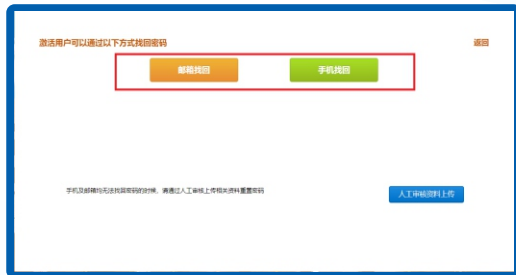 激活用户可以通过以下方式找回密码
返回
邮箱找回
手机找回
手机及邮箱均无法找回密码的时候，请通过人工审核上传相关资料重置密码
人工审核资料上传